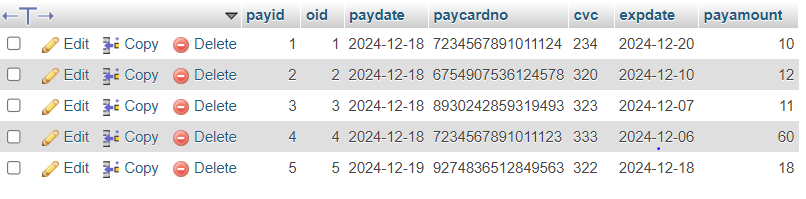 payid oid paydate paycardno cvc expdate payamount
Edit Copy Delete 1 1 2024-12-18 7234567891011124 234 2024-12-20 10
Edit Copy Delete 2 2 2024-12-18 6754907536124578 320 2024-12-10 12
Edit Copy Delete 3 3 2024-12-18 8930242859319493 323 2024-12-07 11
Edit Copy Delete 4 4 2024-12-18 7234567891011123 333 2024-12-06 60
Edit Copy Delete 5 5 2024-12-19 9274836512849563 322 2024-12-18 18